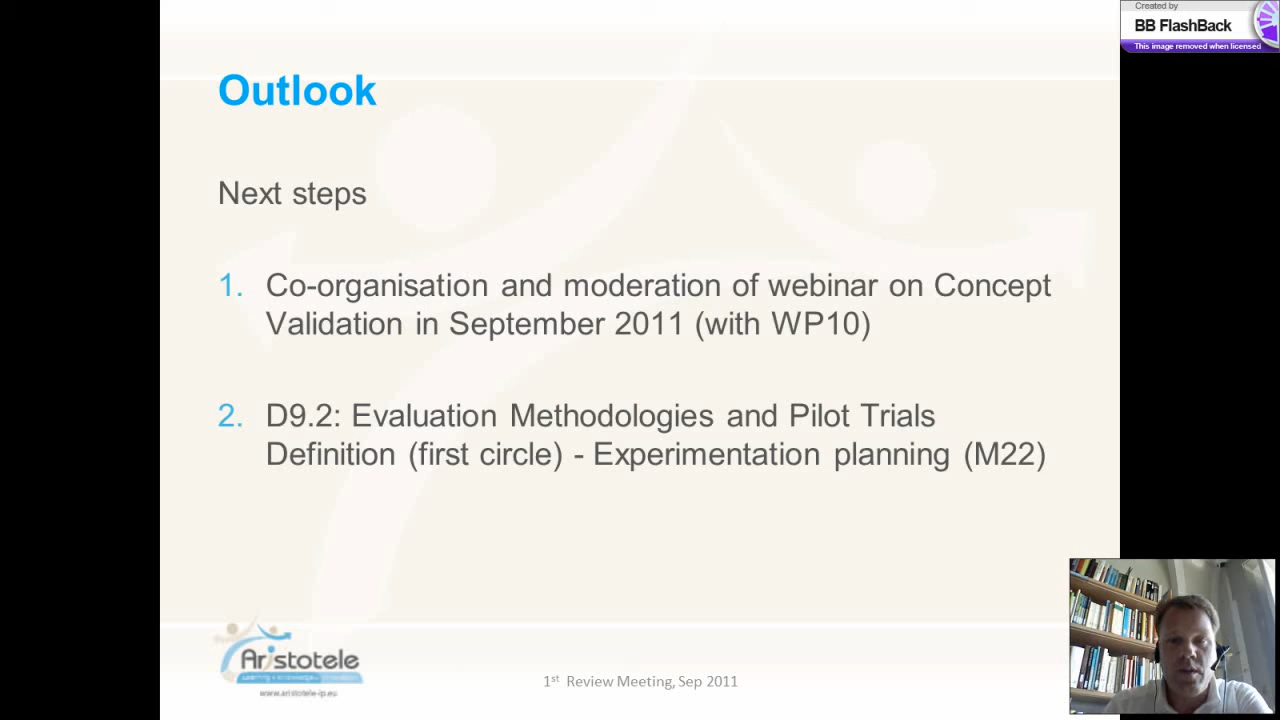 Created by
BB FlashBack
This image removed when licensed
Outlook
Next steps
1. Co-organisation and moderation of webinar on Concept
Validation in September 2011 (with WP10)
2. D9.2: Evaluation Methodologies and Pilot Trials
Definition (first circle) - Experimentation planning (M22)
Aristotele
www.aristotele-ip.eu
1st Review Meeting, Sep 2011